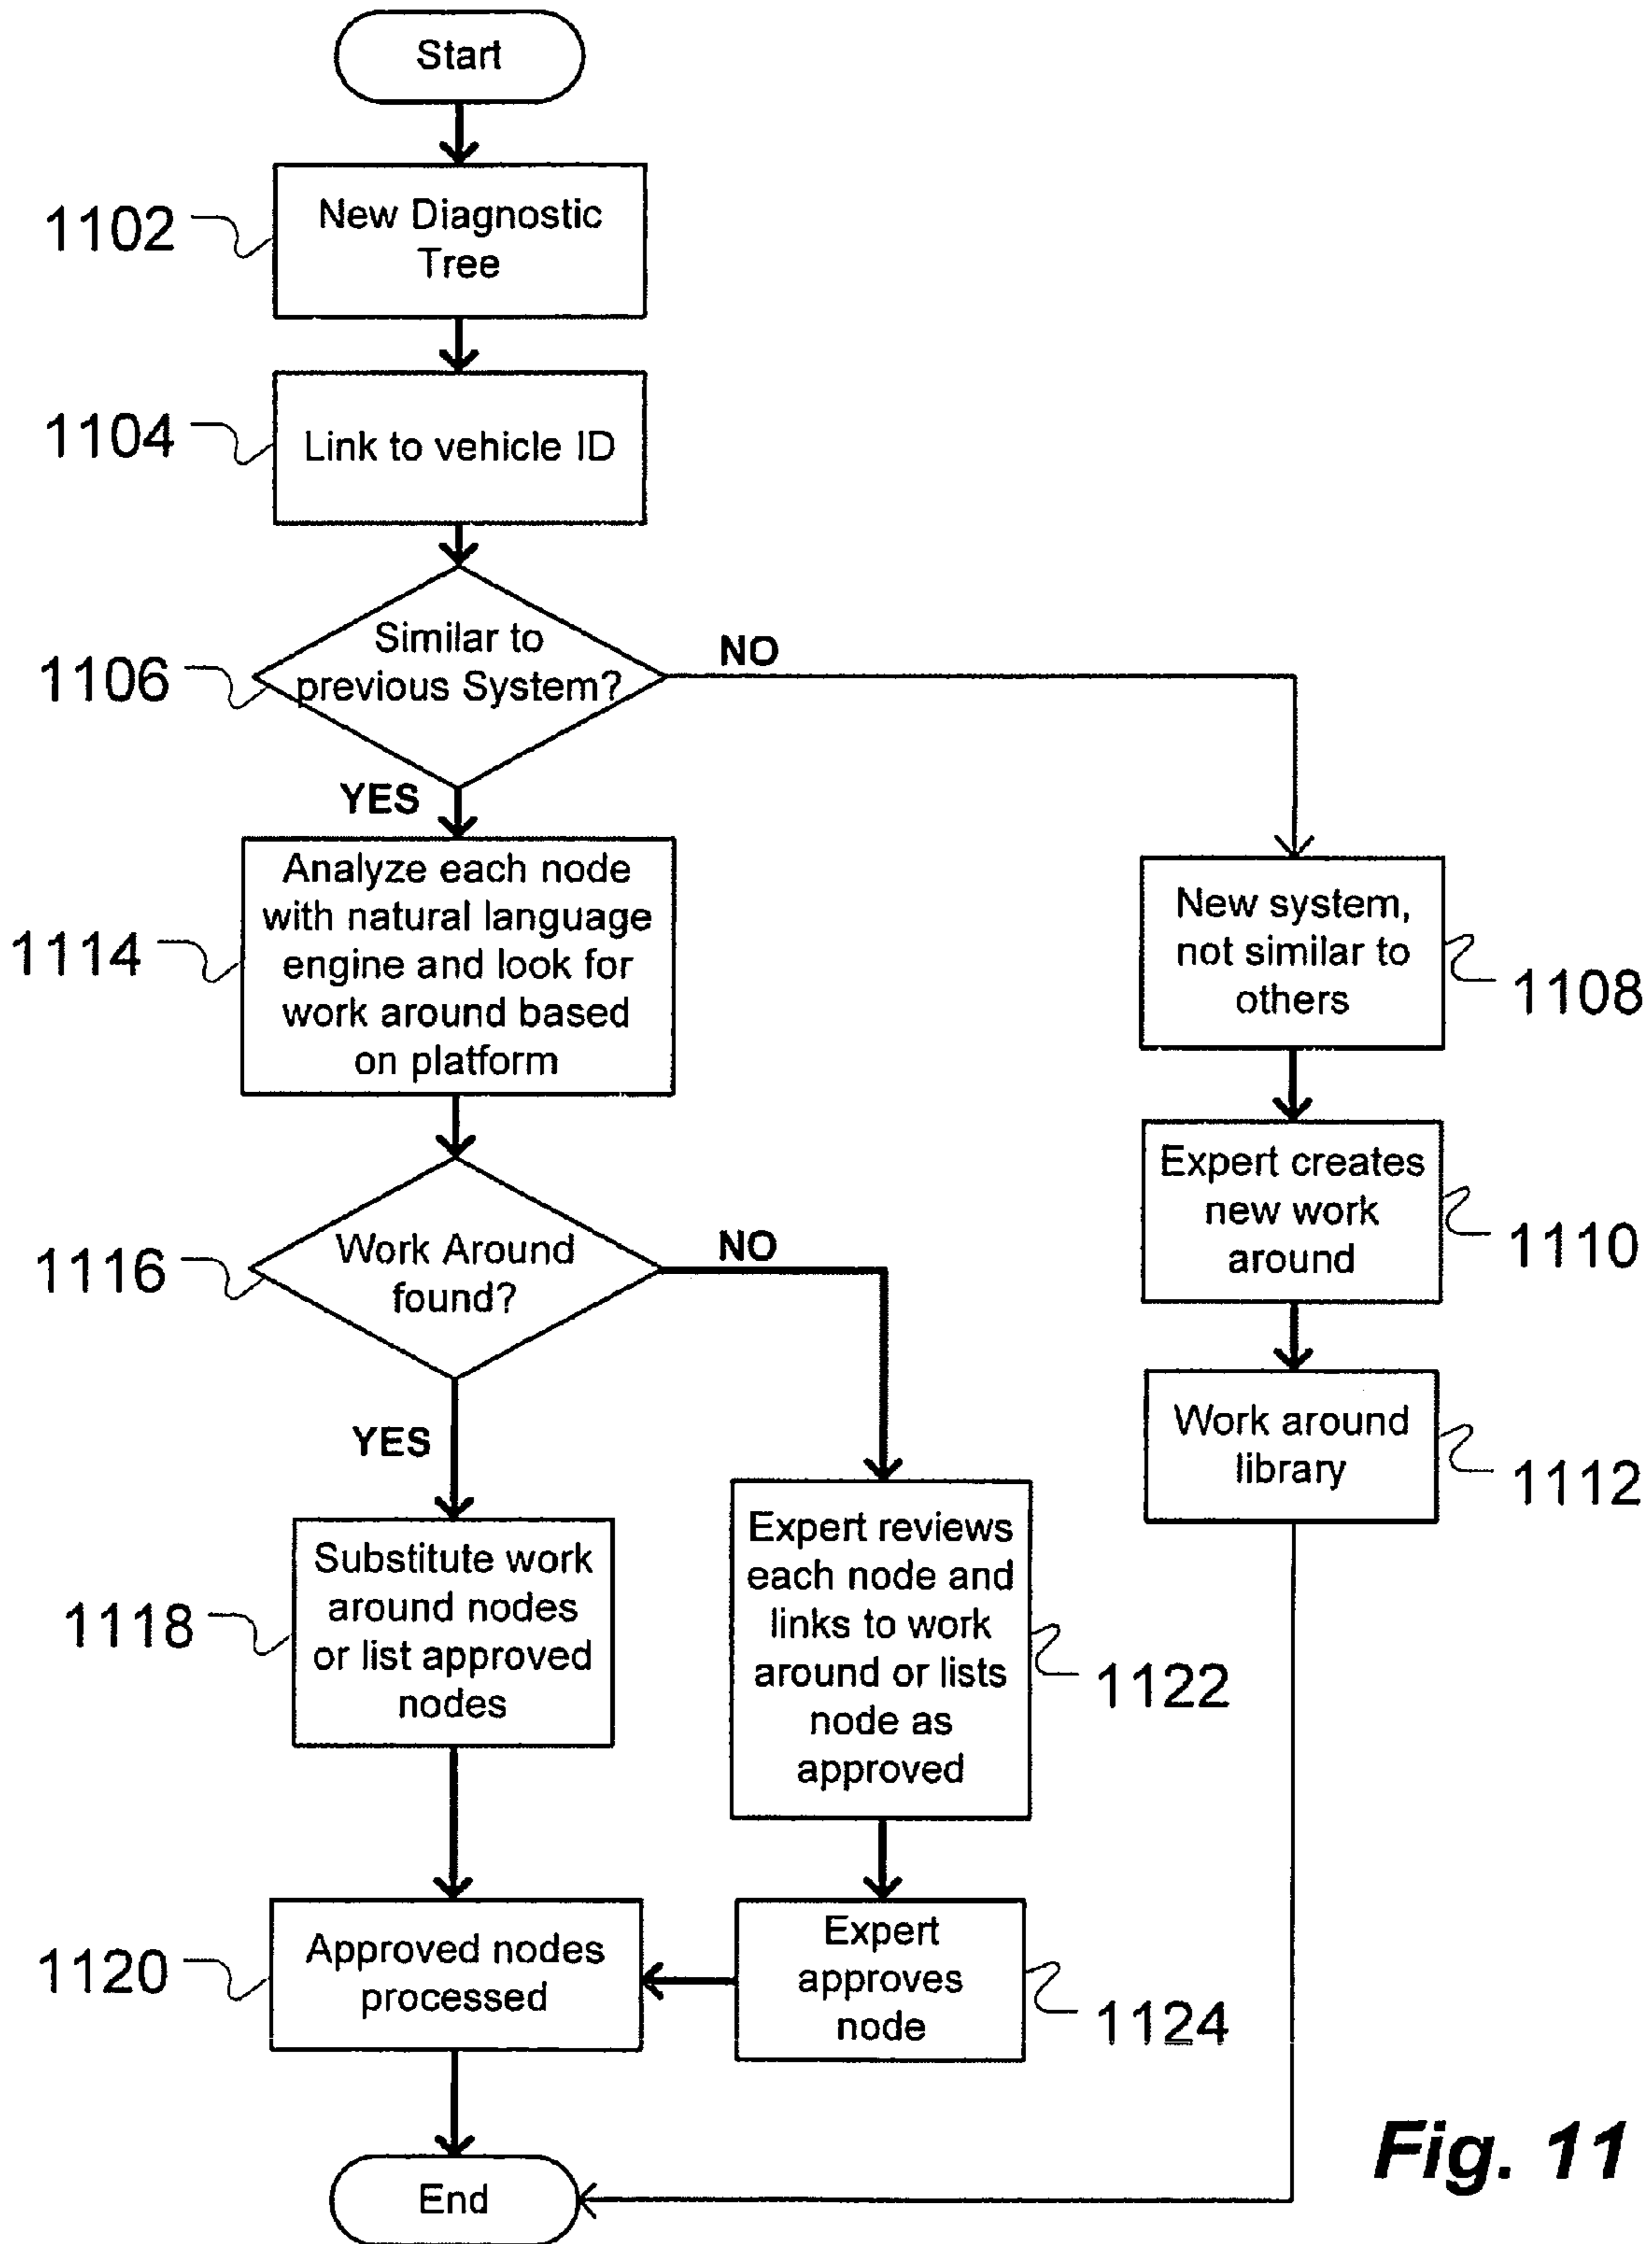 Start
1102
New Diagnostic
Tree
1104
Link to vehicle ID
1106
Similar to
previous System?
NO
YES
1114
Analyze each node
with natural language
engine and look for
work around based
on platform
New system,
not similar to
others
1108
Expert creates
new work
around
1110
1116
Work Around
found?
NO
YES
Work around
library
1112
1118
Substitute work
around nodes
or list approved
nodes
Expert reviews
each node and
links to work
around or lists
node as
approved
1122
1120
Approved nodes
processed
Expert
approves
node
1124
End
Fig. 11